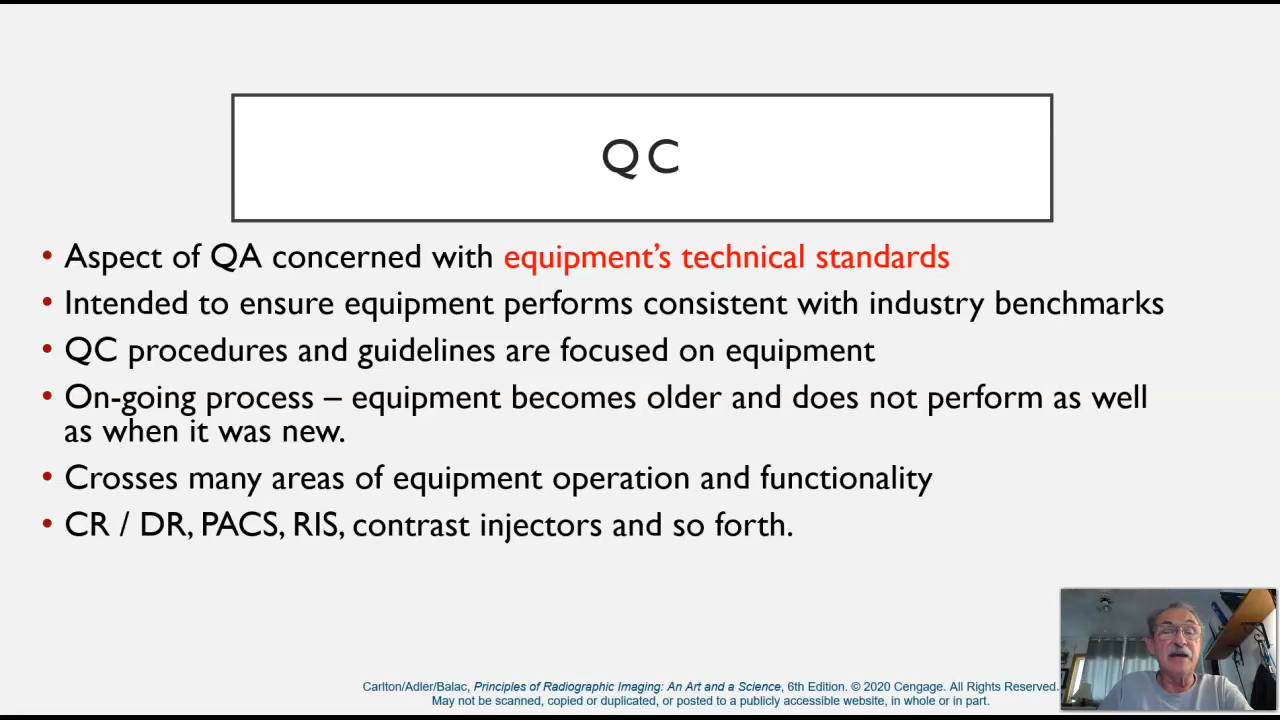 QC
• Aspect of QA concerned with equipment’s technical standards
• Intended to ensure equipment performs consistent with industry benchmarks
• QC procedures and guidelines are focused on equipment
• On-going process – equipment becomes older and does not perform as well
as when it was new.
• Crosses many areas of equipment operation and functionality
• CR / DR, PACS, RIS, contrast injectors and so forth.
Carlton/Adler/Balac, Principles of Radiographic Imaging: An Art and a Science, 6th Edition. © 2020 Cengage. All Rights Reserved.
May not be scanned, copied or duplicated, or posted to a publicly accessible website, in whole or in part.